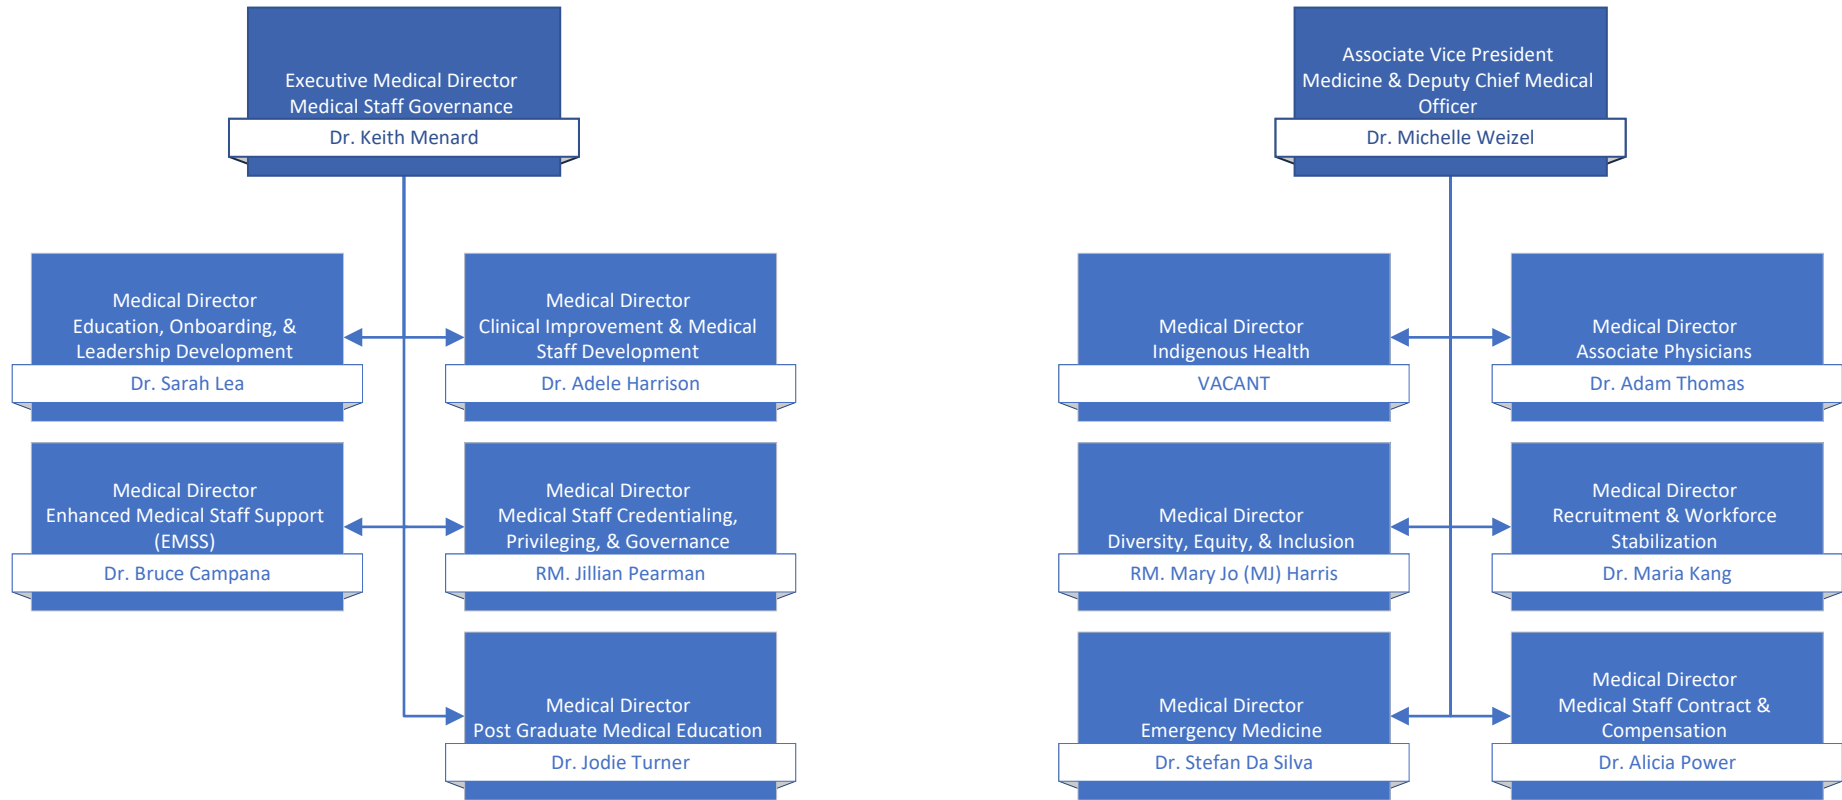 Executive Medical Director
Medical Staff Governance
Dr. Keith Menard
Medical Director
Education, Onboarding, &
Leadership Development
Dr. Sarah Lea
Medical Director
Clinical Improvement & Medical
Staff Development
Dr. Adele Harrison
Medical Director
Enhanced Medical Staff Support
(EMSS)
Dr. Bruce Campana
Medical Director
Medical Staff Credentialing,
Privileging, & Governance
RM. Jillian Pearman
Medical Director
Post Graduate Medical Education
Dr. Jodie Turner
Associate Vice President
Medicine & Deputy Chief Medical
Officer
Dr. Michelle Weizel
Medical Director
Indigenous Health
VACANT
Medical Director
Associate Physicians
Dr. Adam Thomas
Medical Director
Diversity, Equity, & Inclusion
RM. Mary Jo (MJ) Harris
Medical Director
Recruitment & Workforce
Stabilization
Dr. Maria Kang
Medical Director
Emergency Medicine
Dr. Stefan Da Silva
Medical Director
Medical Staff Contract &
Compensation
Dr. Alicia Power